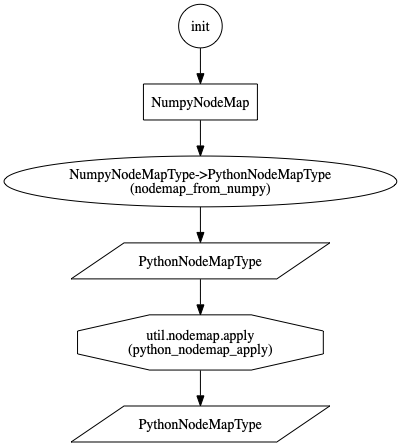 init
NumpyNodeMap
NumpyNodeMapType->PythonNodeMapType
(nodemap_from_numpy)
PythonNodeMapType
util.nodemap.apply
(python_nodemap_apply)
PythonNodeMapType